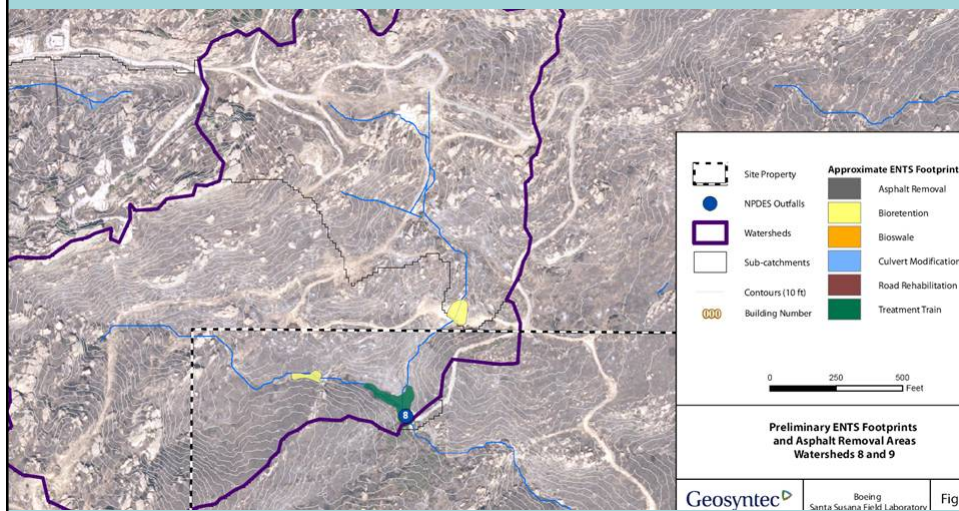 8
Site Property
NPDES Outfalls
Watersheds
Sub-catchments
Contours (10 ft)
000
Building Number
Approximate ENTS Footprint
Asphalt Removal
Bioretention
Bioswale
Culvert Modification
Road Rehabilitation
Treatment Train
0 250 500
Feet
Preliminary ENTS Footprints
and Asphalt Removal Areas
Watersheds 8 and 9
Geosyntec
Boeing
Santa Susana Field Laboratory
Fig